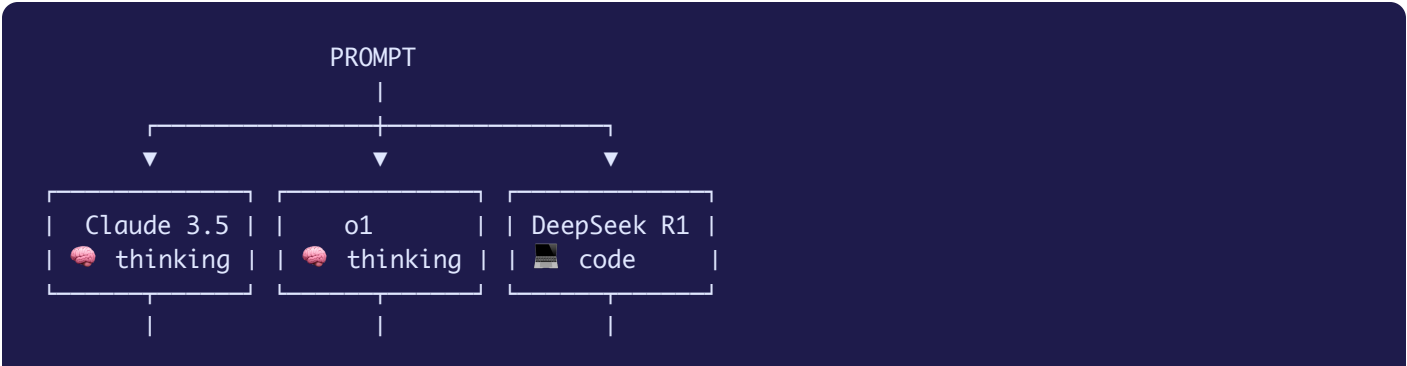 PROMPT
Claude 3.5 o1 DeepSeek R1
🧠 thinking 🧠 thinking 💻 code